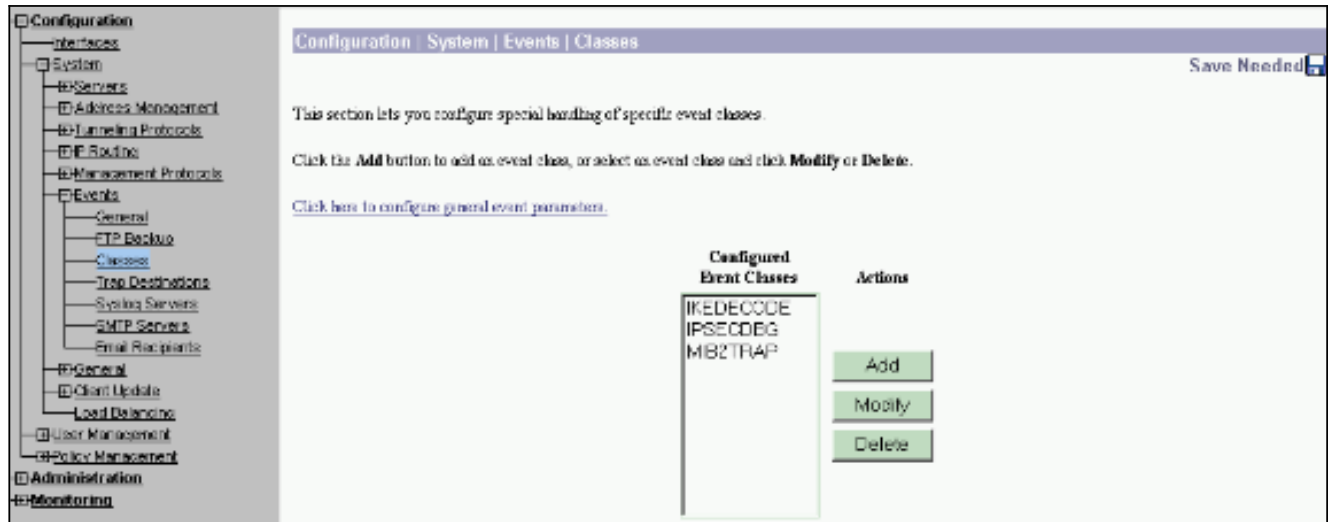 Configuration
Interfaces
System
Servers
Address Management
Tunneling Protocols
IP Routing
Management Protocols
Events
General
FTP Backup
Classes
Trap Destinations
Syslog Servers
SMTP Servers
Email Recipients
General
Client Update
Load Balancing
User Management
Policy Management
Administration
Monitoring
Configuration | System | Events | Classes
Save Needed
This section lets you configure special handling of specific event classes.
Click the Add button to add an event class, or select an event class and click Modify or Delete.
Click here to configure general event parameters.
Configured
Event Classes
Actions
IKEDECODE
IPSECDBG
MIB2TRAP
Add
Modify
Delete